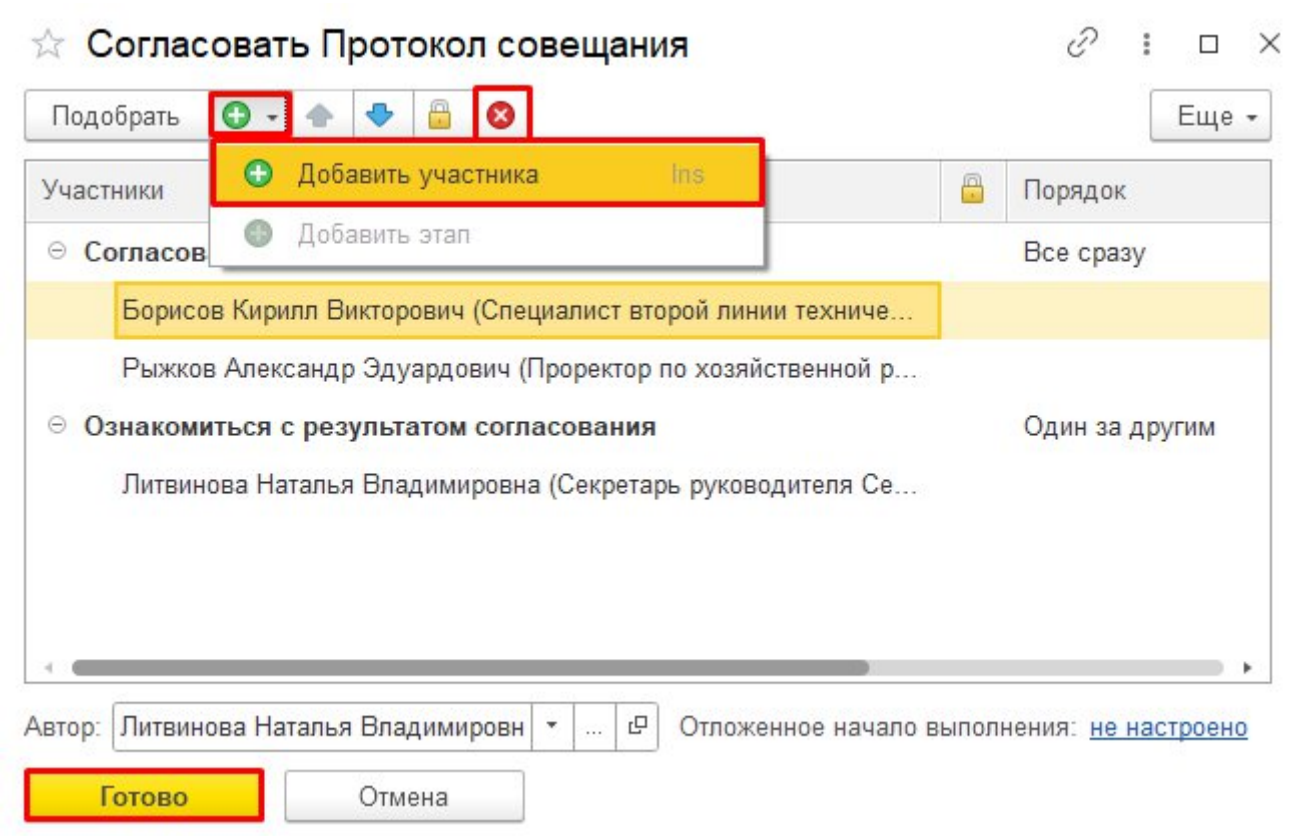 Согласовать Протокол совещания
Подобрать
Еще
Добавить участника Ins
Добавить этап
Участники Порядок
Согласов Все сразу
Борисов Кирилл Викторович (Специалист второй линии техниче...
Рыжков Александр Эдуардович (Проректор по хозяйственной р...
Ознакомиться с результатом согласования Один за другим
Литвинова Наталья Владимировна (Секретарь руководителя Се...
Автор: Литвинова Наталья Владимировн ... Отложенное начало выполнения: не настроено
Готово Отмена